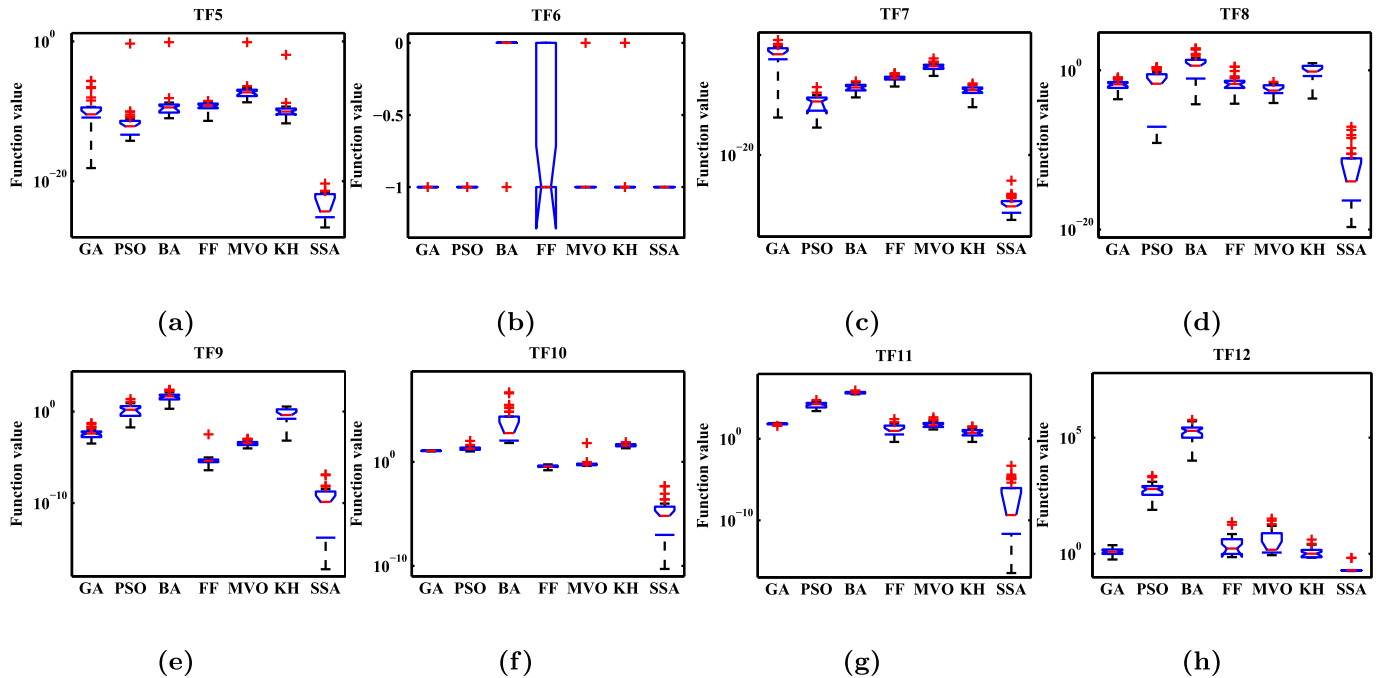 TF5
TF6
TF7
TF8
Function value
10^0
10^-20
GA PSO BA FF MVO KH SSA
Function value
0
−0.5
−1
GA PSO BA FF MVO KH SSA
Function value
10^-20
GA PSO BA FF MVO KH SSA
Function value
10^0
10^-20
GA PSO BA FF MVO KH SSA
(a)
(b)
(c)
(d)
TF9
TF10
TF11
TF12
Function value
10^0
10^-10
GA PSO BA FF MVO KH SSA
Function value
10^0
10^-10
GA PSO BA FF MVO KH SSA
Function value
10^0
10^-10
GA PSO BA FF MVO KH SSA
Function value
10^5
10^0
GA PSO BA FF MVO KH SSA
(e)
(f)
(g)
(h)